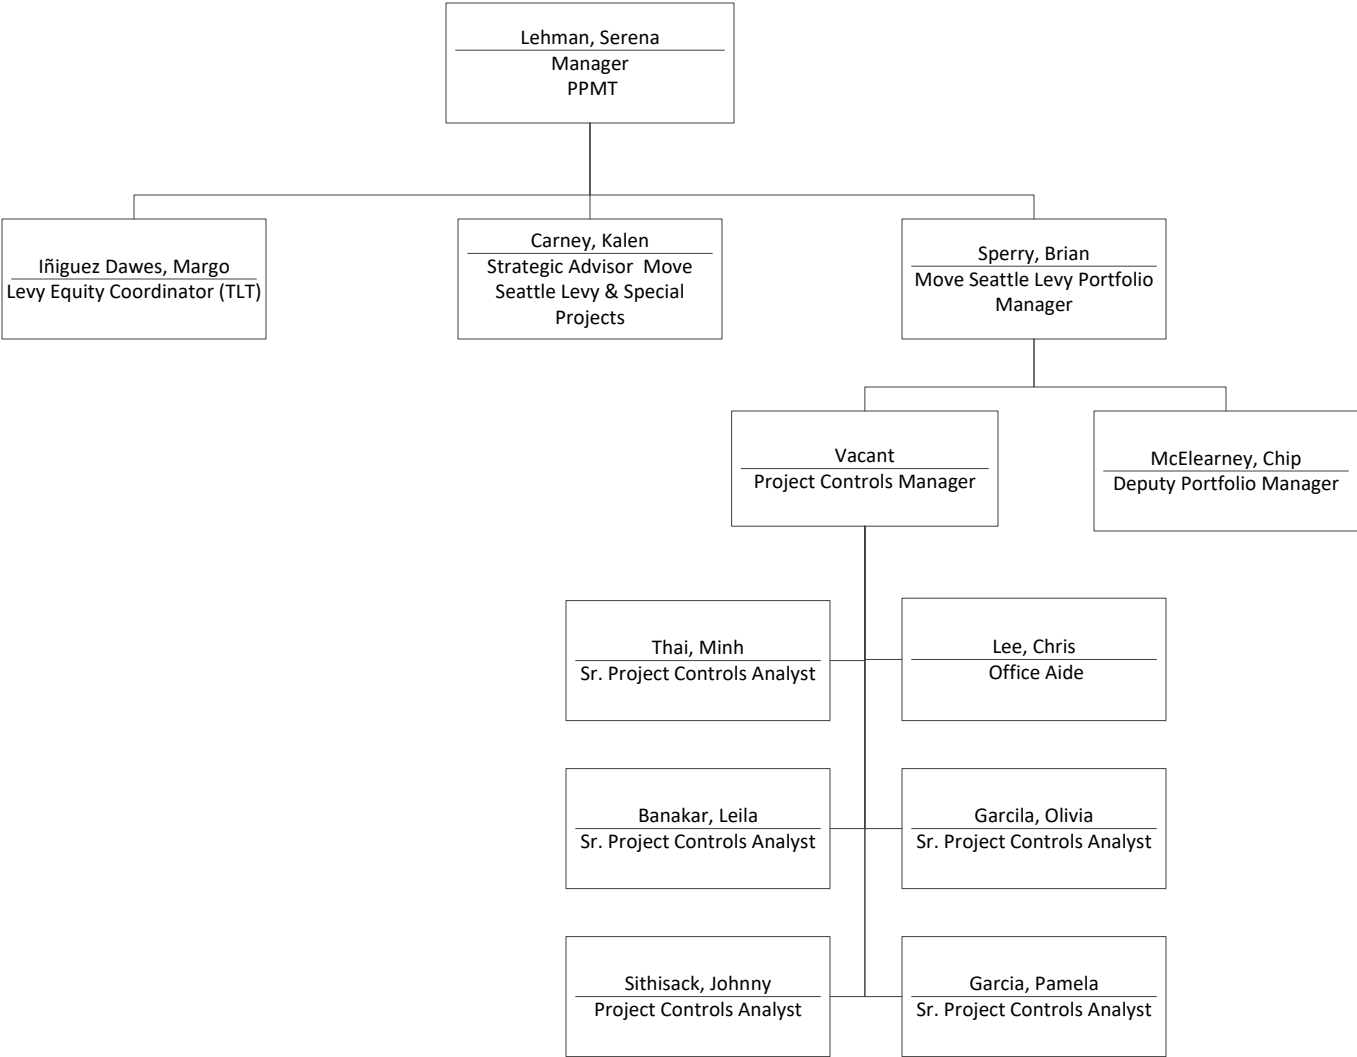 Lehman, Serena
Manager
PPMT
Iñiguez Dawes, Margo
Levy Equity Coordinator (TLT)
Carney, Kalen
Strategic Advisor  Move
Seattle Levy & Special
Projects
Sperry, Brian
Move Seattle Levy Portfolio
Manager
Vacant
Project Controls Manager
McElearney, Chip
Deputy Portfolio Manager
Thai, Minh
Sr. Project Controls Analyst
Lee, Chris
Office Aide
Banakar, Leila
Sr. Project Controls Analyst
Garcila, Olivia
Sr. Project Controls Analyst
Sithisack, Johnny
Project Controls Analyst
Garcia, Pamela
Sr. Project Controls Analyst